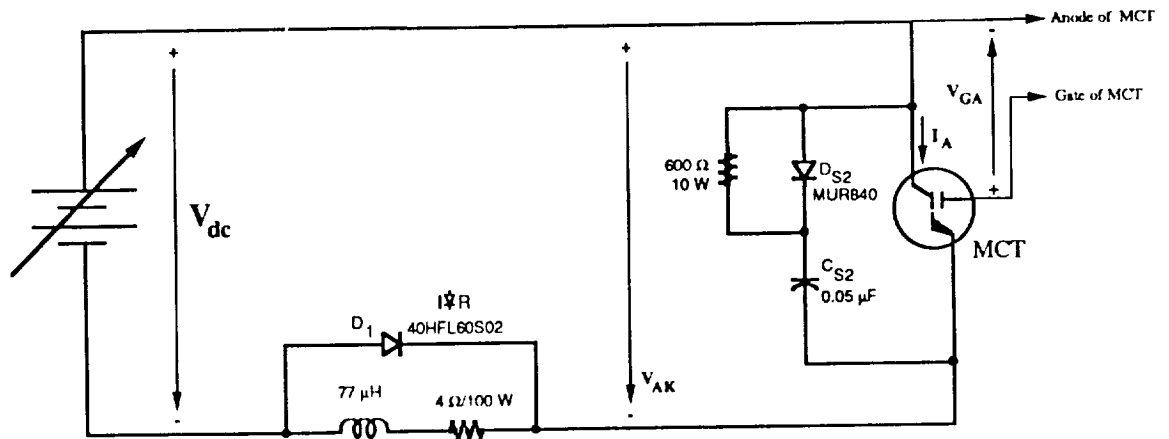 Anode of MCT
+
+
-
V_GA
Gate of MCT
I_A
600 Ω
10 W
D_S2
MUR840
+
V_dc
MCT
C_S2
0.05 µF
I R
D_1
40HFL60S02
V_AK
77 µH
4 Ω/100 W
-
-